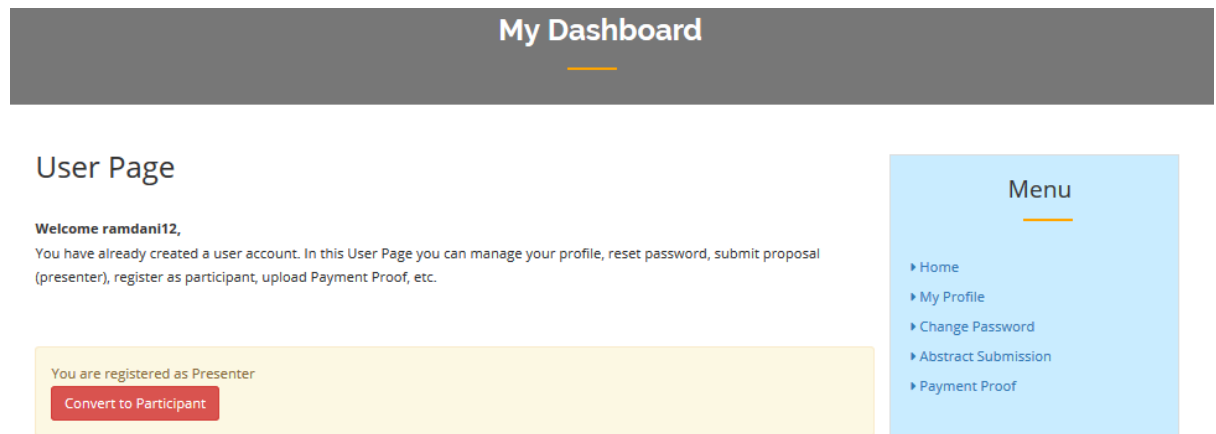 My Dashboard
User Page
Welcome ramdani12,
You have already created a user account. In this User Page you can manage your profile, reset password, submit proposal
(presenter), register as participant, upload Payment Proof, etc.
You are registered as Presenter
Convert to Participant
Menu
Home
My Profile
Change Password
Abstract Submission
Payment Proof